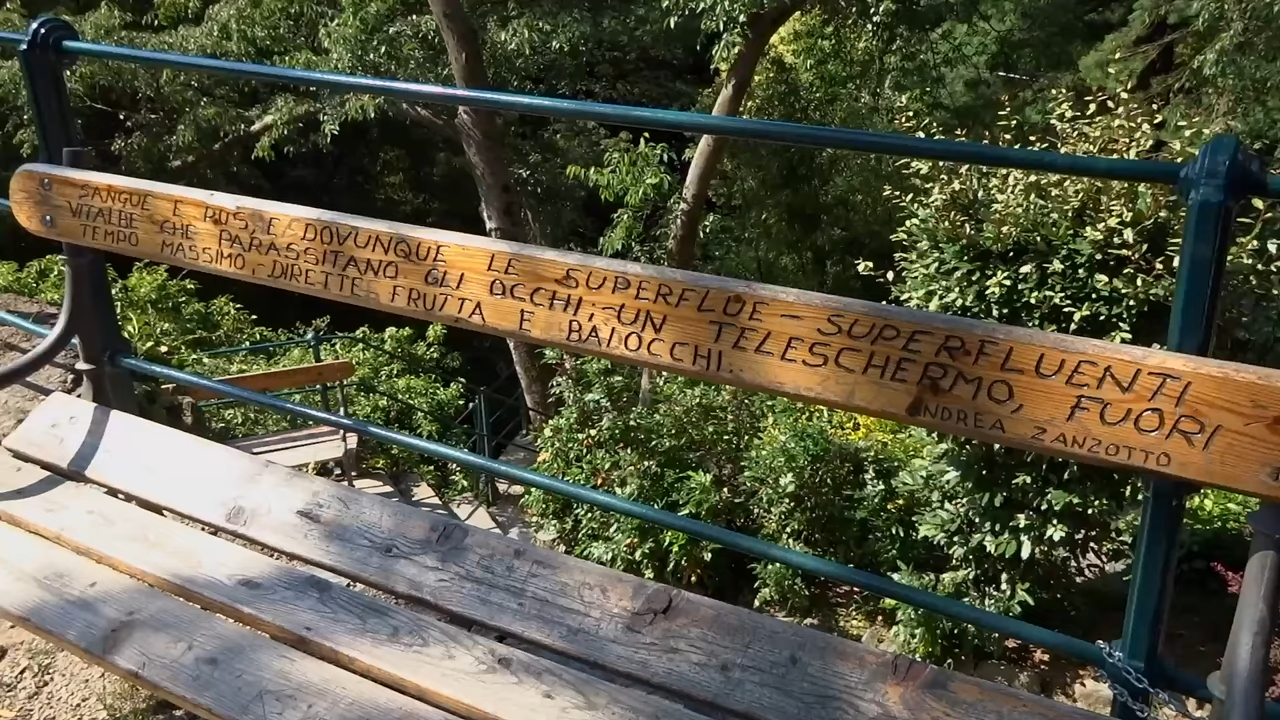 SANGUE E PUS, E DOVUNQUE LE SUPERFLUE - SUPERFLUENTI
VITALBE CHE PARASSITANO GLI OCCHI; UN TELESCHERMO, FUORI
TEMPO MASSIMO, DIRETTE FRUTTA E BAIOCCHI..
ANDREA ZANZOTTO